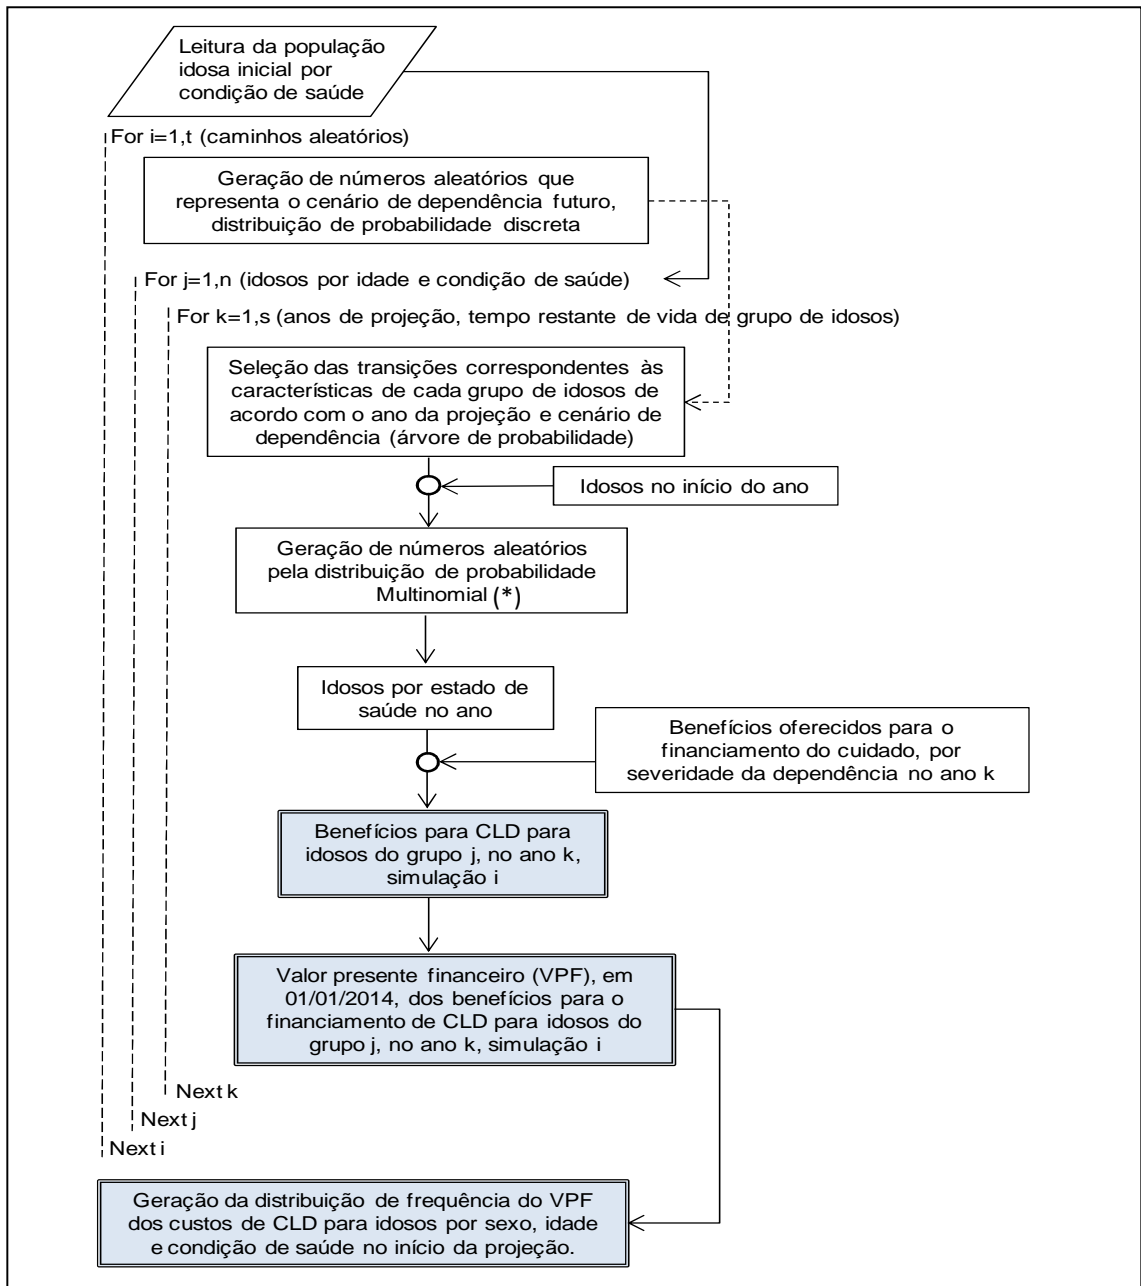 Leitura da população
idosa inicial por
condição de saúde
For i=1,t (caminhos aleatórios)
Geração de números aleatórios que
representa o cenário de dependência futuro,
distribuição de probabilidade discreta
For j=1,n (idosos por idade e condição de saúde)
For k=1,s (anos de projeção, tempo restante de vida de grupo de idosos)
Seleção das transições correspondentes às
características de cada grupo de idosos de
acordo com o ano da projeção e cenário de
dependência (árvore de probabilidade)
Idosos no início do ano
Geração de números aleatórios
pela distribuição de probabilidade
Multinomial (*)
Idosos por estado de
saúde no ano
Benefícios oferecidos para o
financiamento do cuidado, por
severidade da dependência no ano k
Benefícios para CLD para
idosos do grupo j, no ano k,
simulação i
Valor presente financeiro (VPF), em
01/01/2014, dos benefícios para o
financiamento de CLD para idosos do
grupo j, no ano k, simulação i
Next k
Next j
Next i
Geração da distribuição de frequência do VPF
dos custos de CLD para idosos por sexo, idade
e condição de saúde no início da projeção.